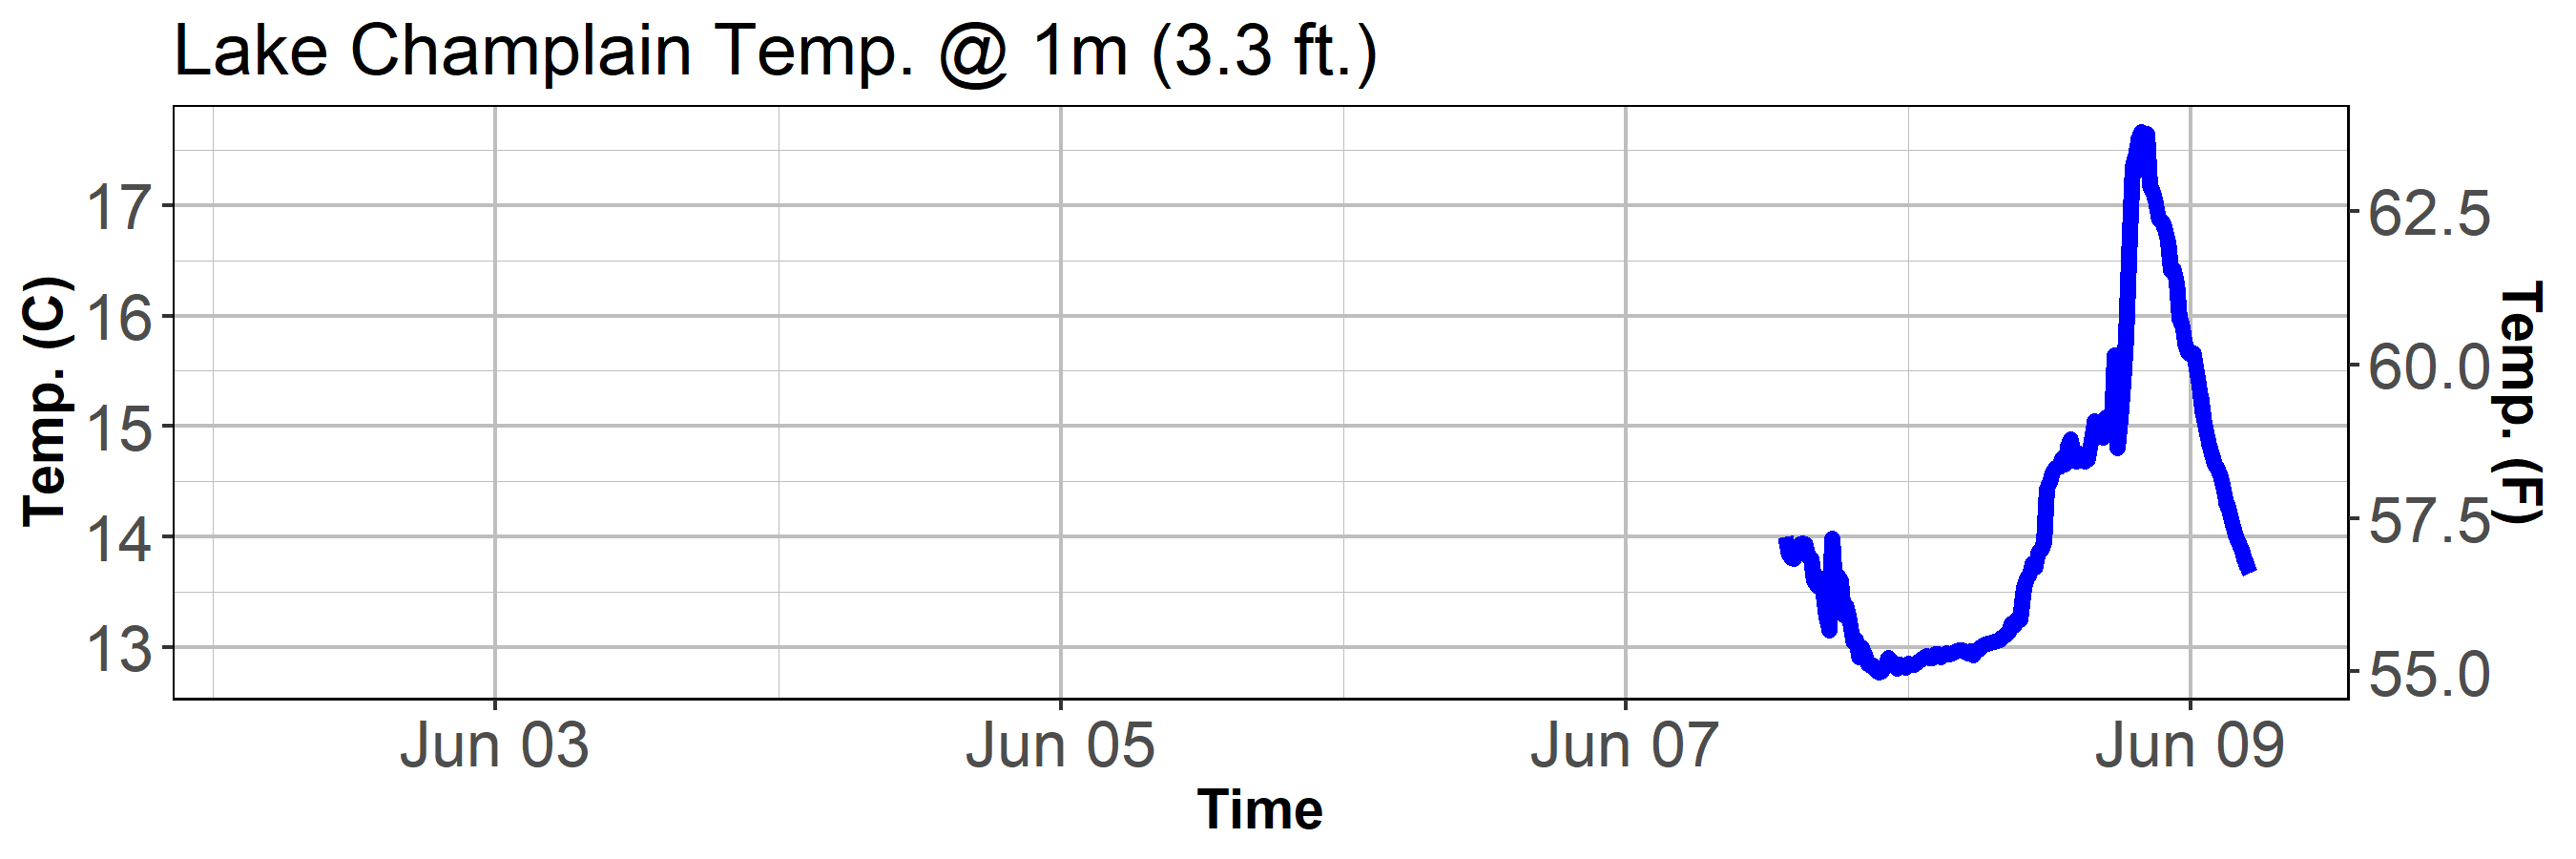 Lake Champlain Temp. @ 1m (3.3 ft.)
Temp. (C)
17
16
15
14
13
62.5
60.0
57.5
55.0
Temp. (F)
Jun 03 Jun 05 Jun 07 Jun 09
Time